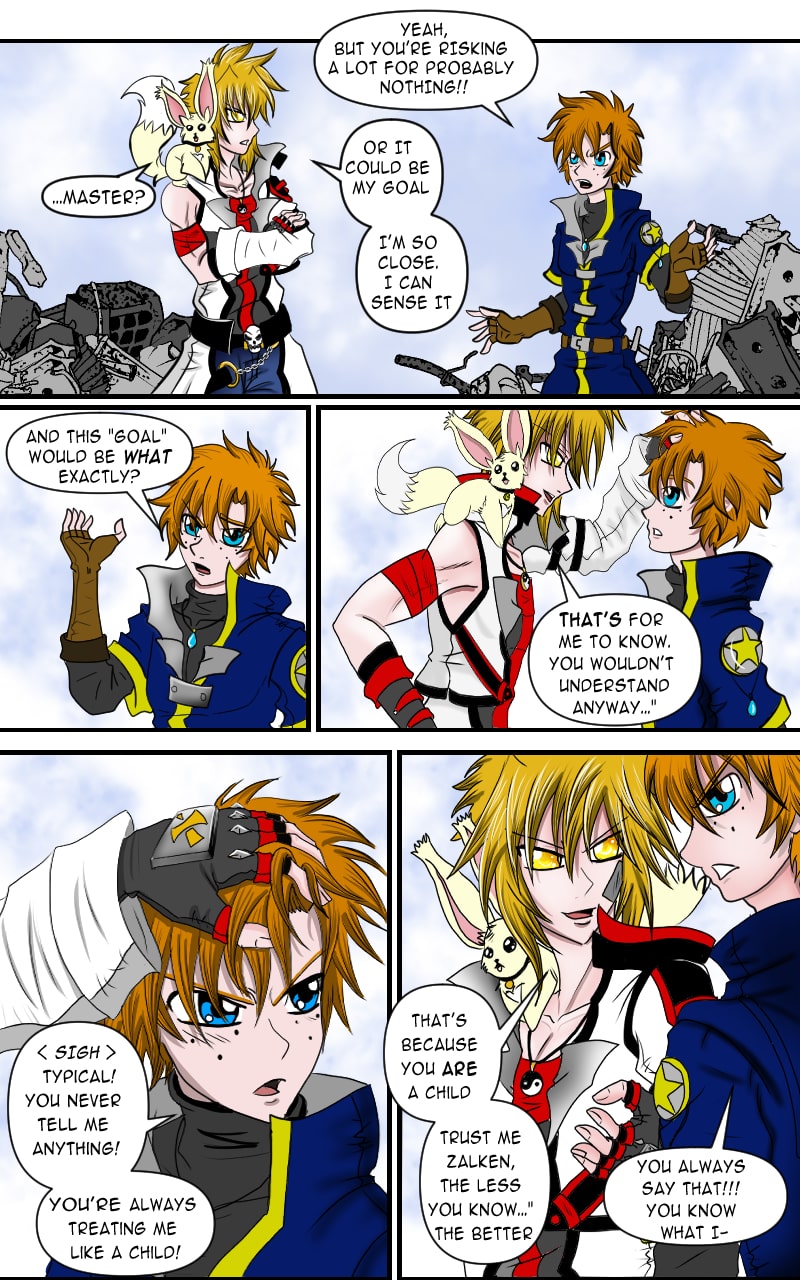 YEAH,
BUT YOU'RE RISKING
A LOT FOR PROBABLY
NOTHING!!
...MASTER?
OR IT
COULD BE
MY GOAL
I'M SO
CLOSE.
I CAN
SENSE IT
AND THIS "GOAL"
WOULD BE WHAT
EXACTLY?
THAT'S FOR
ME TO KNOW.
YOU WOULDN'T
UNDERSTAND
ANYWAY..."
< SIGH >
TYPICAL!
YOU NEVER
TELL ME
ANYTHING!
YOU'RE ALWAYS
TREATING ME
LIKE A CHILD!
THAT'S
BECAUSE
YOU ARE
A CHILD
TRUST ME
ZALKEN,
THE LESS
YOU KNOW..."
THE BETTER
YOU ALWAYS
SAY THAT!!!
YOU KNOW
WHAT I-